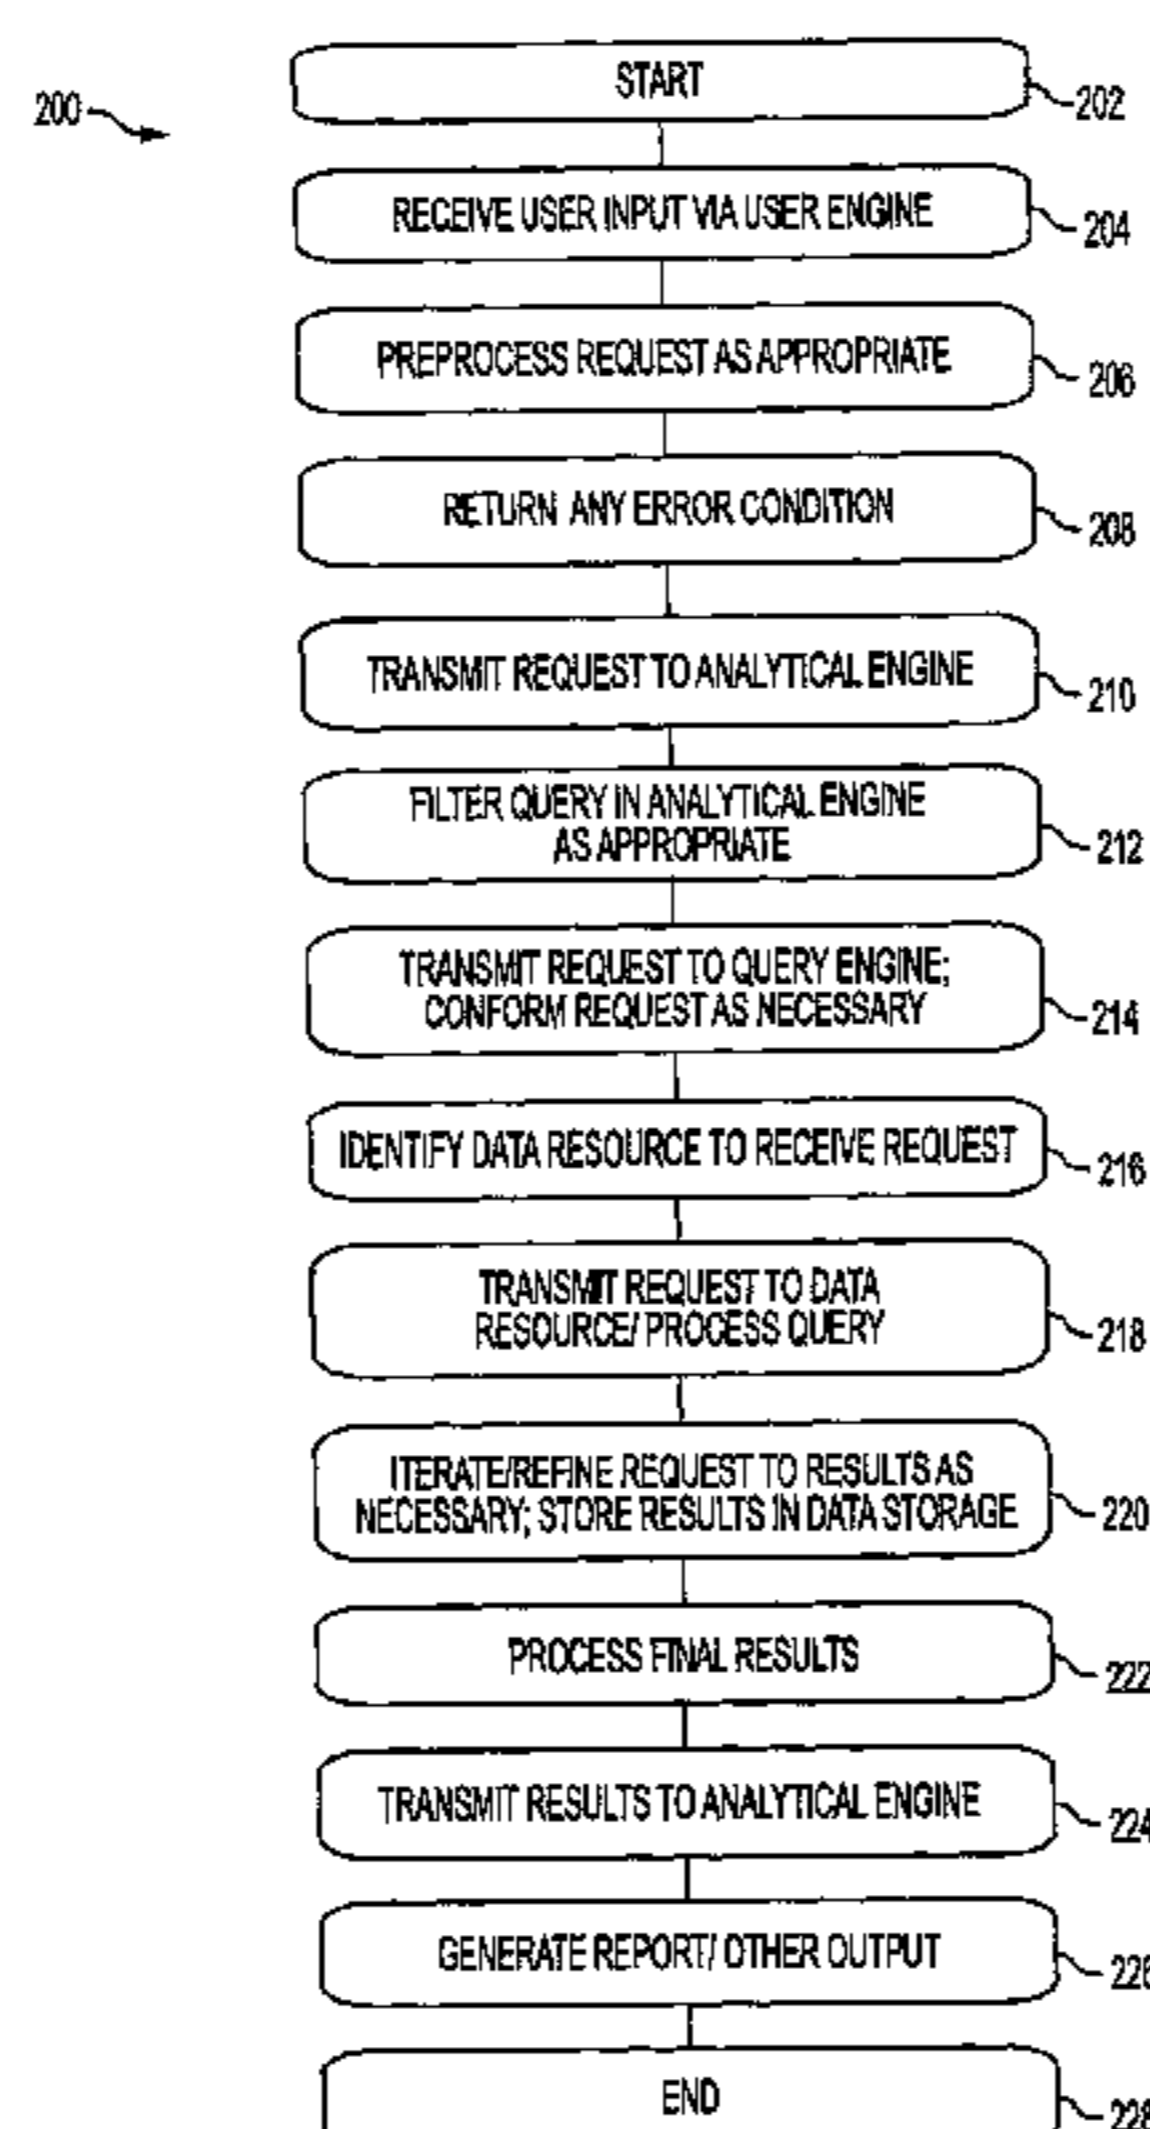 200
START
202
RECEIVE USER INPUT VIA USER ENGINE
204
PREPROCESS REQUEST AS APPROPRIATE
206
RETURN ANY ERROR CONDITION
208
TRANSMIT REQUEST TO ANALYTICAL ENGINE
210
FILTER QUERY IN ANALYTICAL ENGINE
AS APPROPRIATE
212
TRANSMIT REQUEST TO QUERY ENGINE;
CONFORM REQUEST AS NECESSARY
214
IDENTIFY DATA RESOURCE TO RECEIVE REQUEST
216
TRANSMIT REQUEST TO DATA
RESOURCE/ PROCESS QUERY
218
ITERATE/REFINE REQUEST TO RESULTS AS
NECESSARY; STORE RESULTS IN DATA STORAGE
220
PROCESS FINAL RESULTS
222
TRANSMIT RESULTS TO ANALYTICAL ENGINE
224
GENERATE REPORT/ OTHER OUTPUT
226
END
228